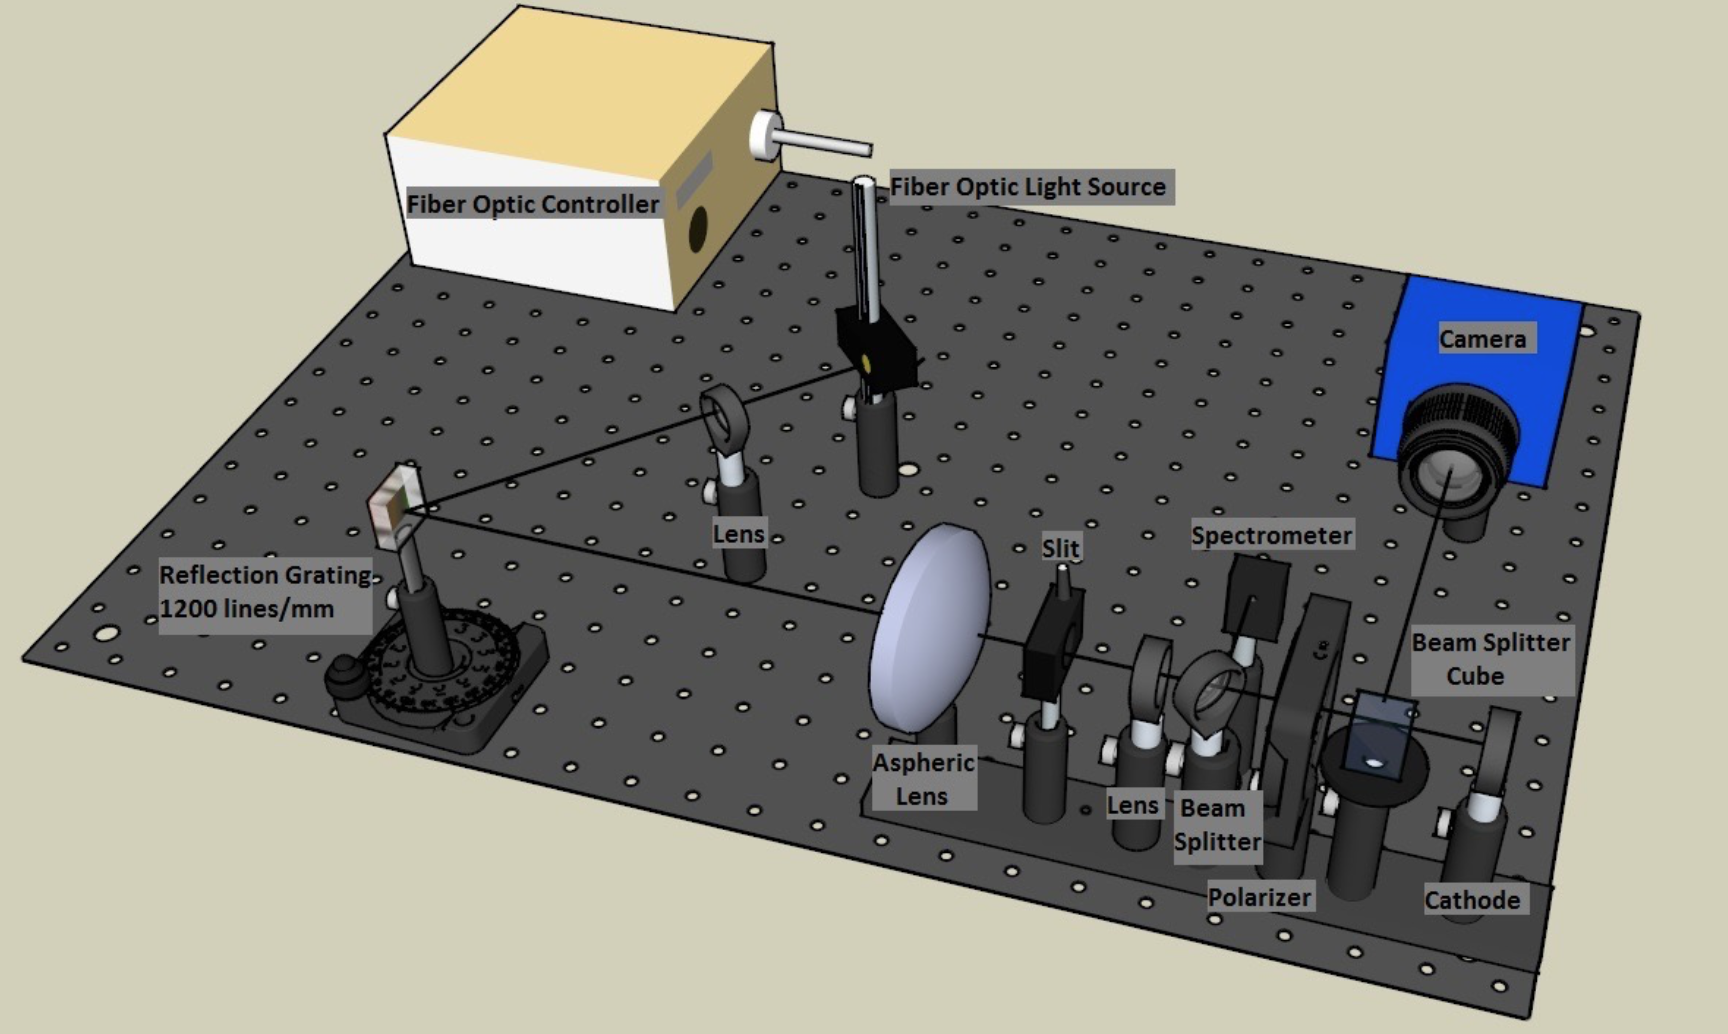 Fiber Optic Controller
Fiber Optic Light Source
Camera
Lens
Slit
Spectrometer
Reflection Grating
1200 lines/mm
Beam Splitter
Cube
Aspheric
Lens
Lens
Beam
Splitter
Polarizer
Cathode